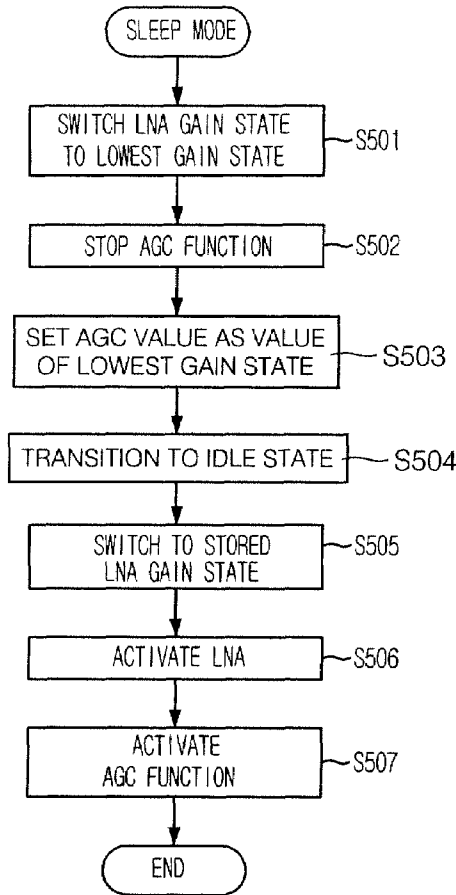 SLEEP MODE
SWITCH LNA GAIN STATE
TO LOWEST GAIN STATE
S501
STOP AGC FUNCTION
S502
SET AGC VALUE AS VALUE
OF LOWEST GAIN STATE
S503
TRANSITION TO IDLE STATE
S504
SWITCH TO STORED
LNA GAIN STATE
S505
ACTIVATE LNA
S506
ACTIVATE
AGC FUNCTION
S507
END